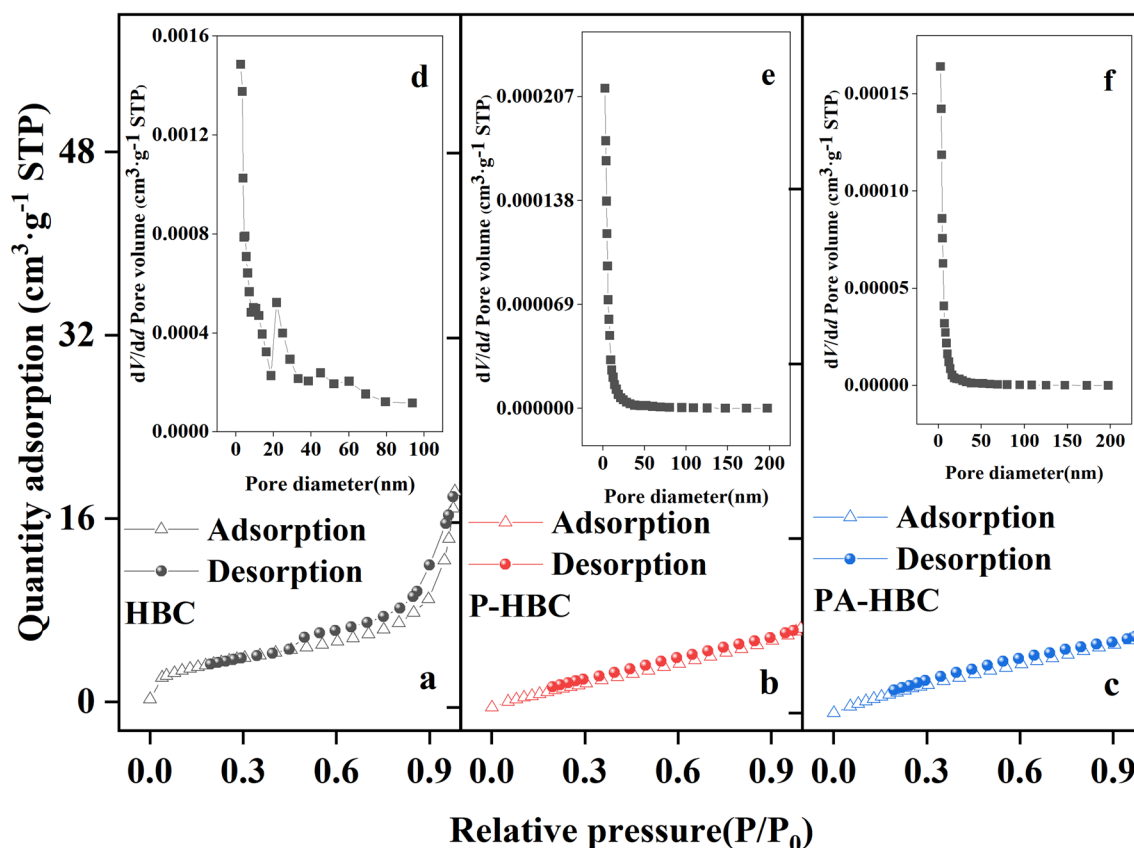 Quantity adsorption (cm³·g⁻¹ STP)
48
32
16
0
d
dV/dd Pore volume (cm³·g⁻¹ STP)
0.0016
0.0012
0.0008
0.0004
0.0000
0 20 40 60 80 100
Pore diameter(nm)
Adsorption
Desorption
HBC
a
0.0 0.3 0.6 0.9
e
dV/dd Pore volume (cm³·g⁻¹ STP)
0.000207
0.000138
0.000069
0.000000
0 50 100 150 200
Pore diameter(nm)
Adsorption
Desorption
P-HBC
b
0.0 0.3 0.6 0.9
f
dV/dd Pore volume (cm³·g⁻¹ STP)
0.00015
0.00010
0.00005
0.00000
0 50 100 150 200
Pore diameter(nm)
Adsorption
Desorption
PA-HBC
c
0.0 0.3 0.6 0.9
Relative pressure(P/P₀)